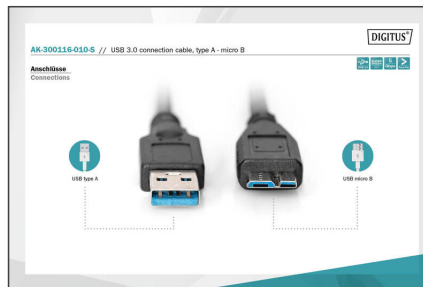 DIGITUS®
AK-300116-010-S // USB 3.0 connection cable, type A - micro B
Anschlüsse
Connections
USB type A
USB micro B